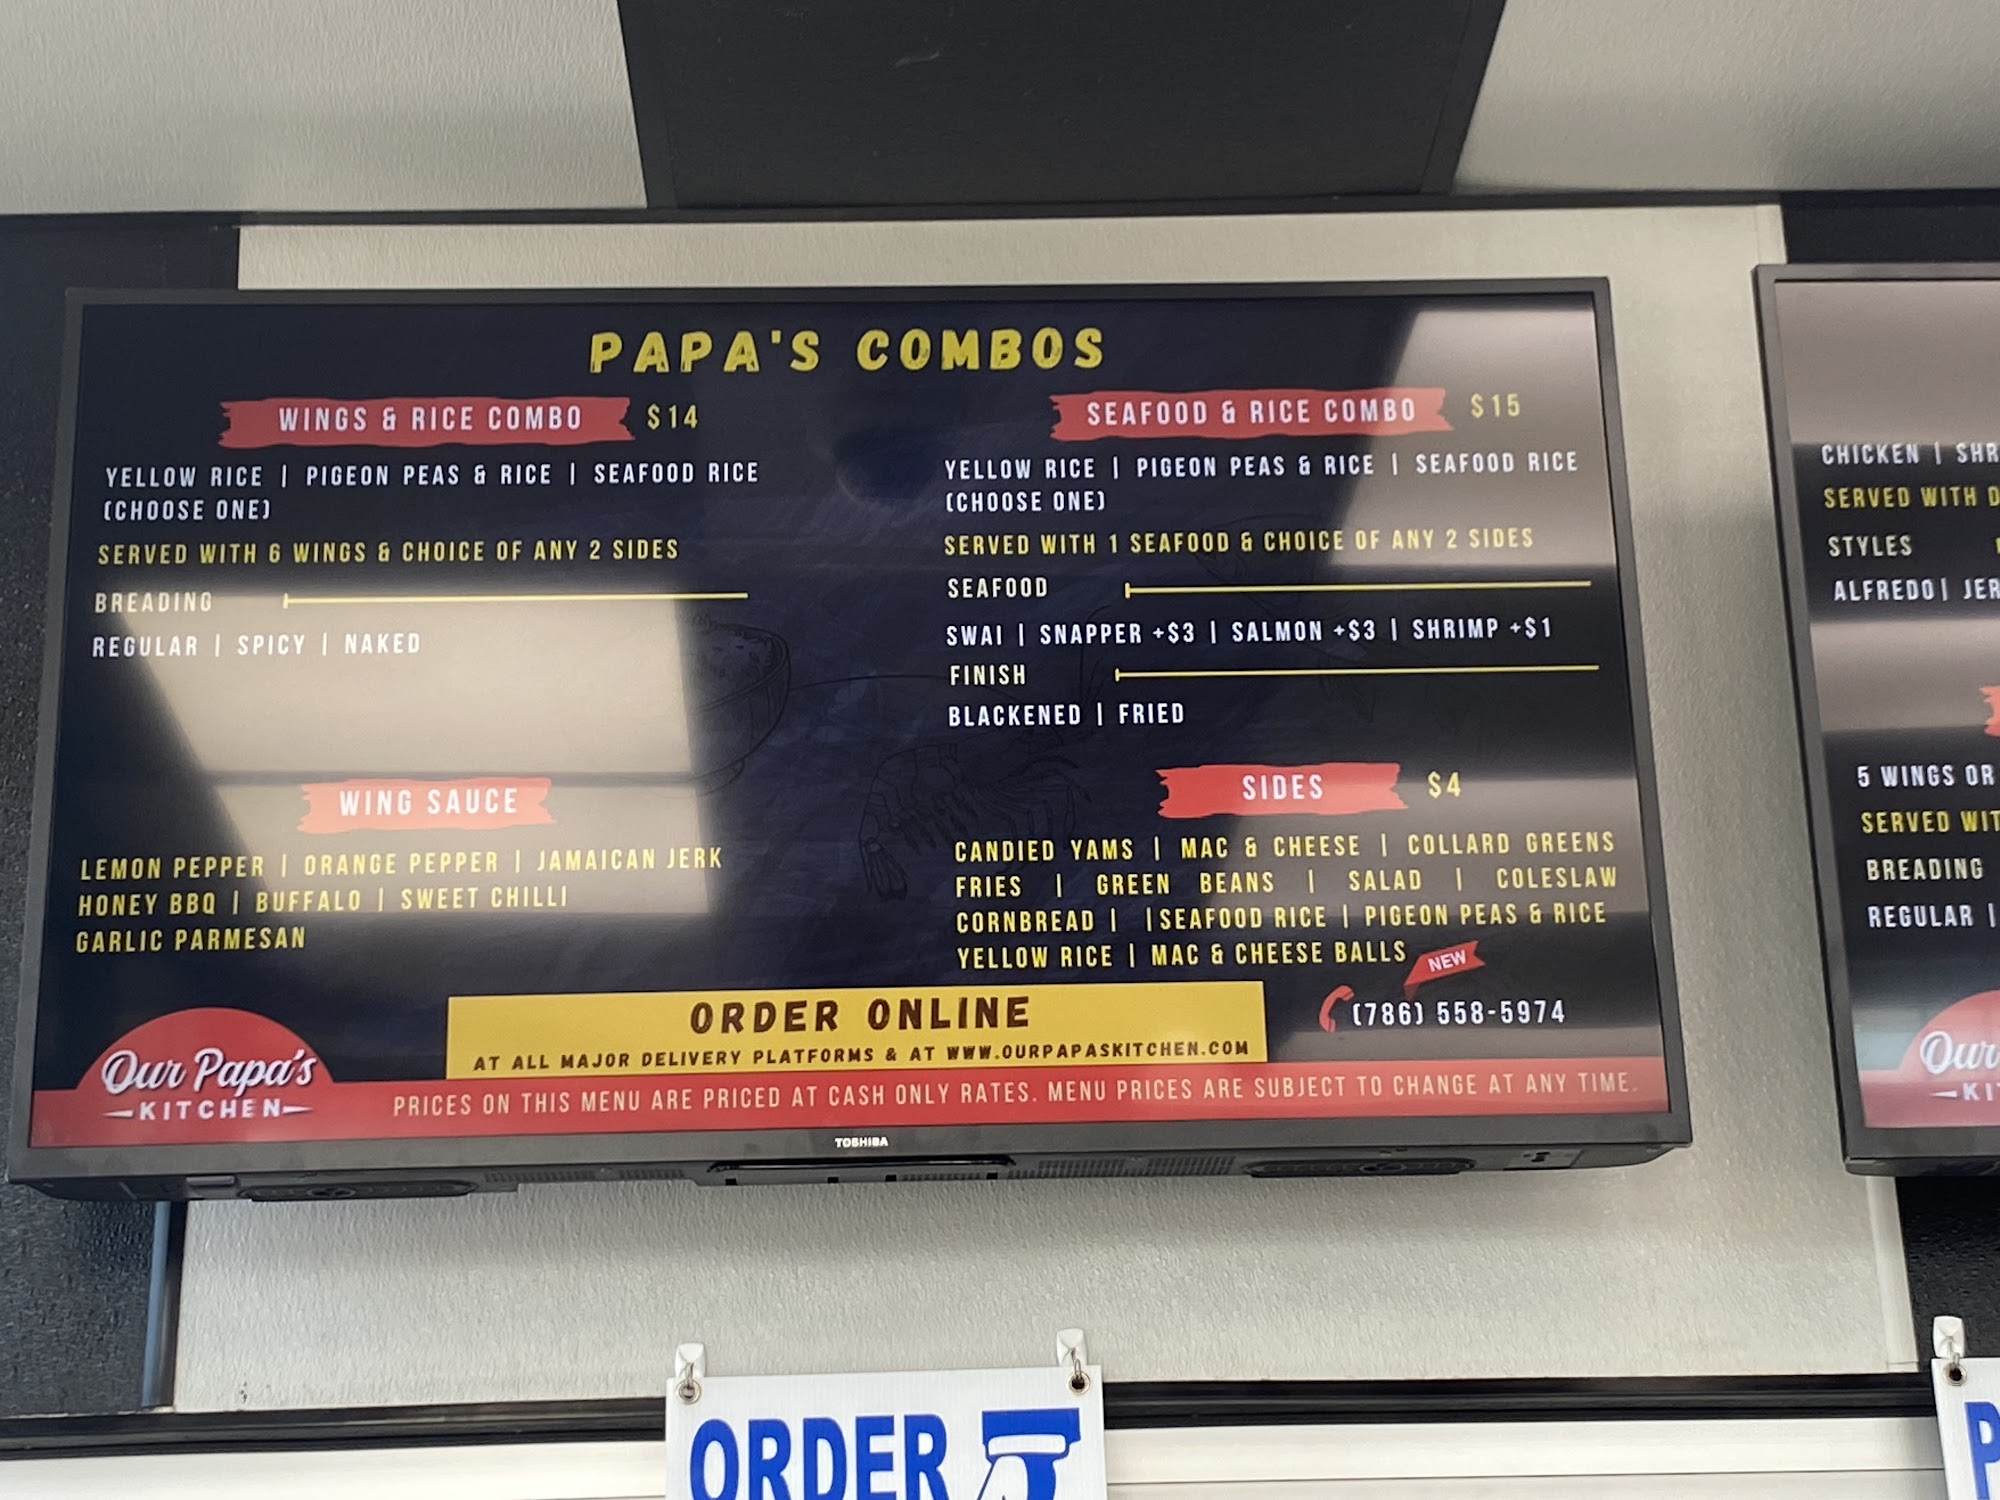 PAPA'S COMBOS
WINGS & RICE COMBO $14
YELLOW RICE | PIGEON PEAS & RICE | SEAFOOD RICE
(CHOOSE ONE)
SERVED WITH 6 WINGS & CHOICE OF ANY 2 SIDES
BREADING
REGULAR | SPICY | NAKED
WING SAUCE
LEMON PEPPER | ORANGE PEPPER | JAMAICAN JERK
HONEY BBQ | BUFFALO | SWEET CHILLI
GARLIC PARMESAN
SEAFOOD & RICE COMBO $15
YELLOW RICE | PIGEON PEAS & RICE | SEAFOOD RICE
(CHOOSE ONE)
SERVED WITH 1 SEAFOOD & CHOICE OF ANY 2 SIDES
SEAFOOD
SWAI | SNAPPER +$3 | SALMON +$3 | SHRIMP +$1
FINISH
BLACKENED | FRIED
SIDES $4
CANDIED YAMS | MAC & CHEESE | COLLARD GREENS
FRIES | GREEN BEANS | SALAD | COLESLAW
CORNBREAD | |SEAFOOD RICE | PIGEON PEAS & RICE
YELLOW RICE | MAC & CHEESE BALLS NEW
ORDER ONLINE
AT ALL MAJOR DELIVERY PLATFORMS & AT WWW.OURPAPASKITCHEN.COM
(786) 558-5974
Our Papa's
KITCHEN
PRICES ON THIS MENU ARE PRICED AT CASH ONLY RATES. MENU PRICES ARE SUBJECT TO CHANGE AT ANY TIME.
TOSHIBA
CHICKEN | SHR
SERVED WITH
STYLES
ALFREDO | JER
5 WINGS OR
SERVED WIT
BREADING
REGULAR |
Our
KI
ORDER
P